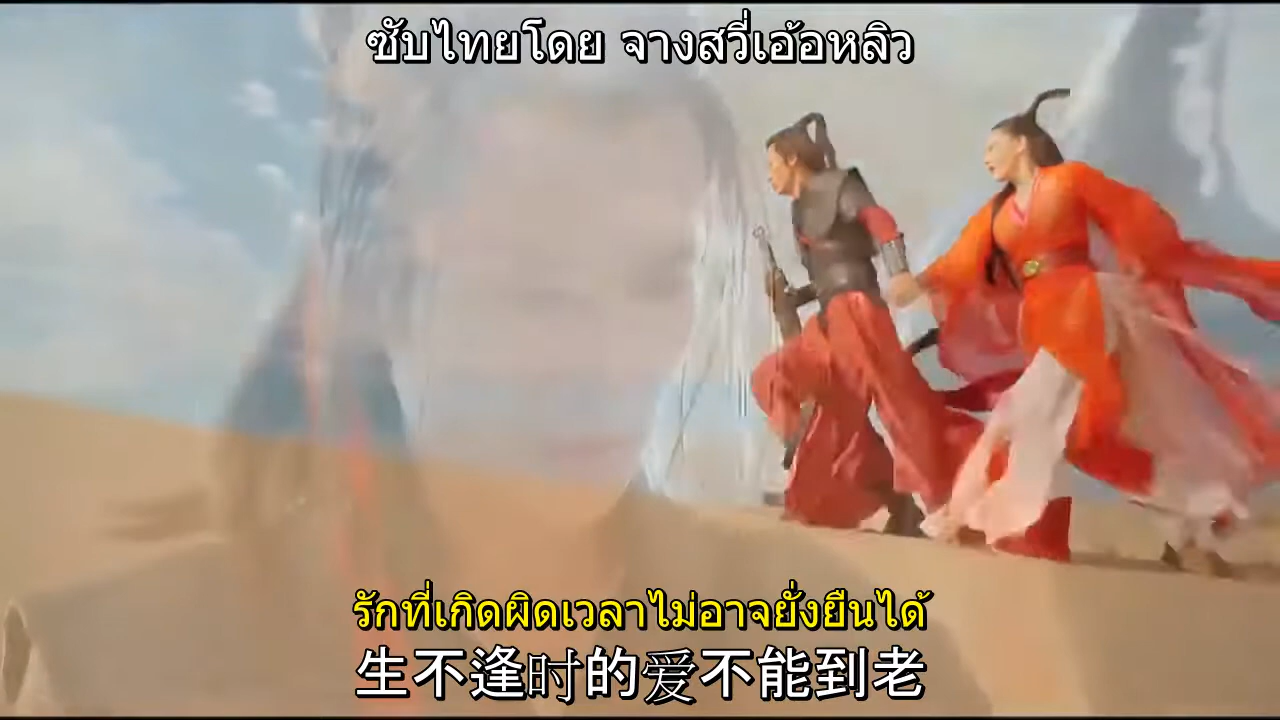 ซับไทยโดย จางสวี่เอ้อหลิว
รักที่เกิดผิดเวลาไม่อาจยั่งยืนได้
生不逢时的爱不能到老